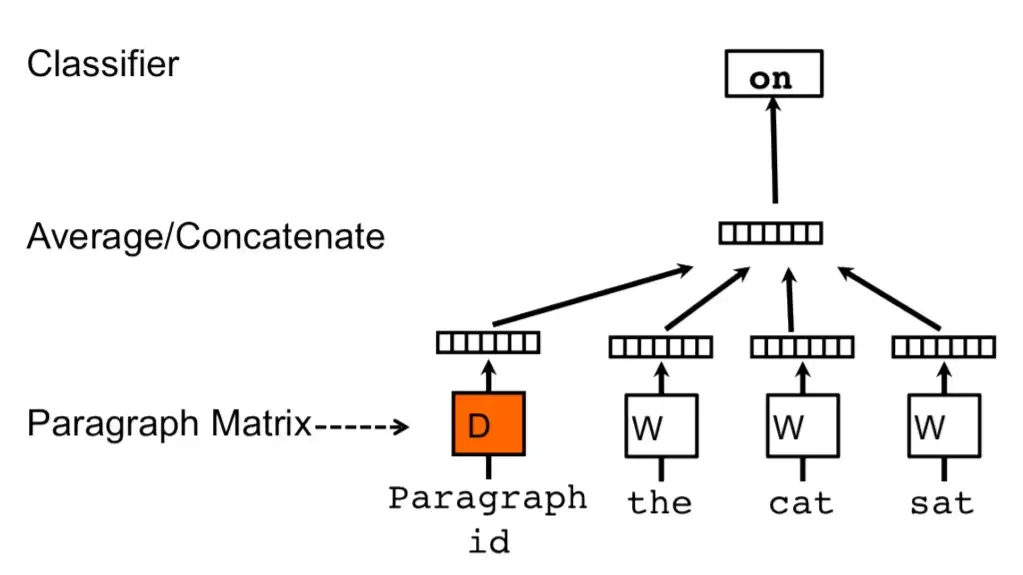 Classifier
on
Average/Concatenate
Paragraph Matrix
D
W
W
W
Paragraph
id
the
cat
sat